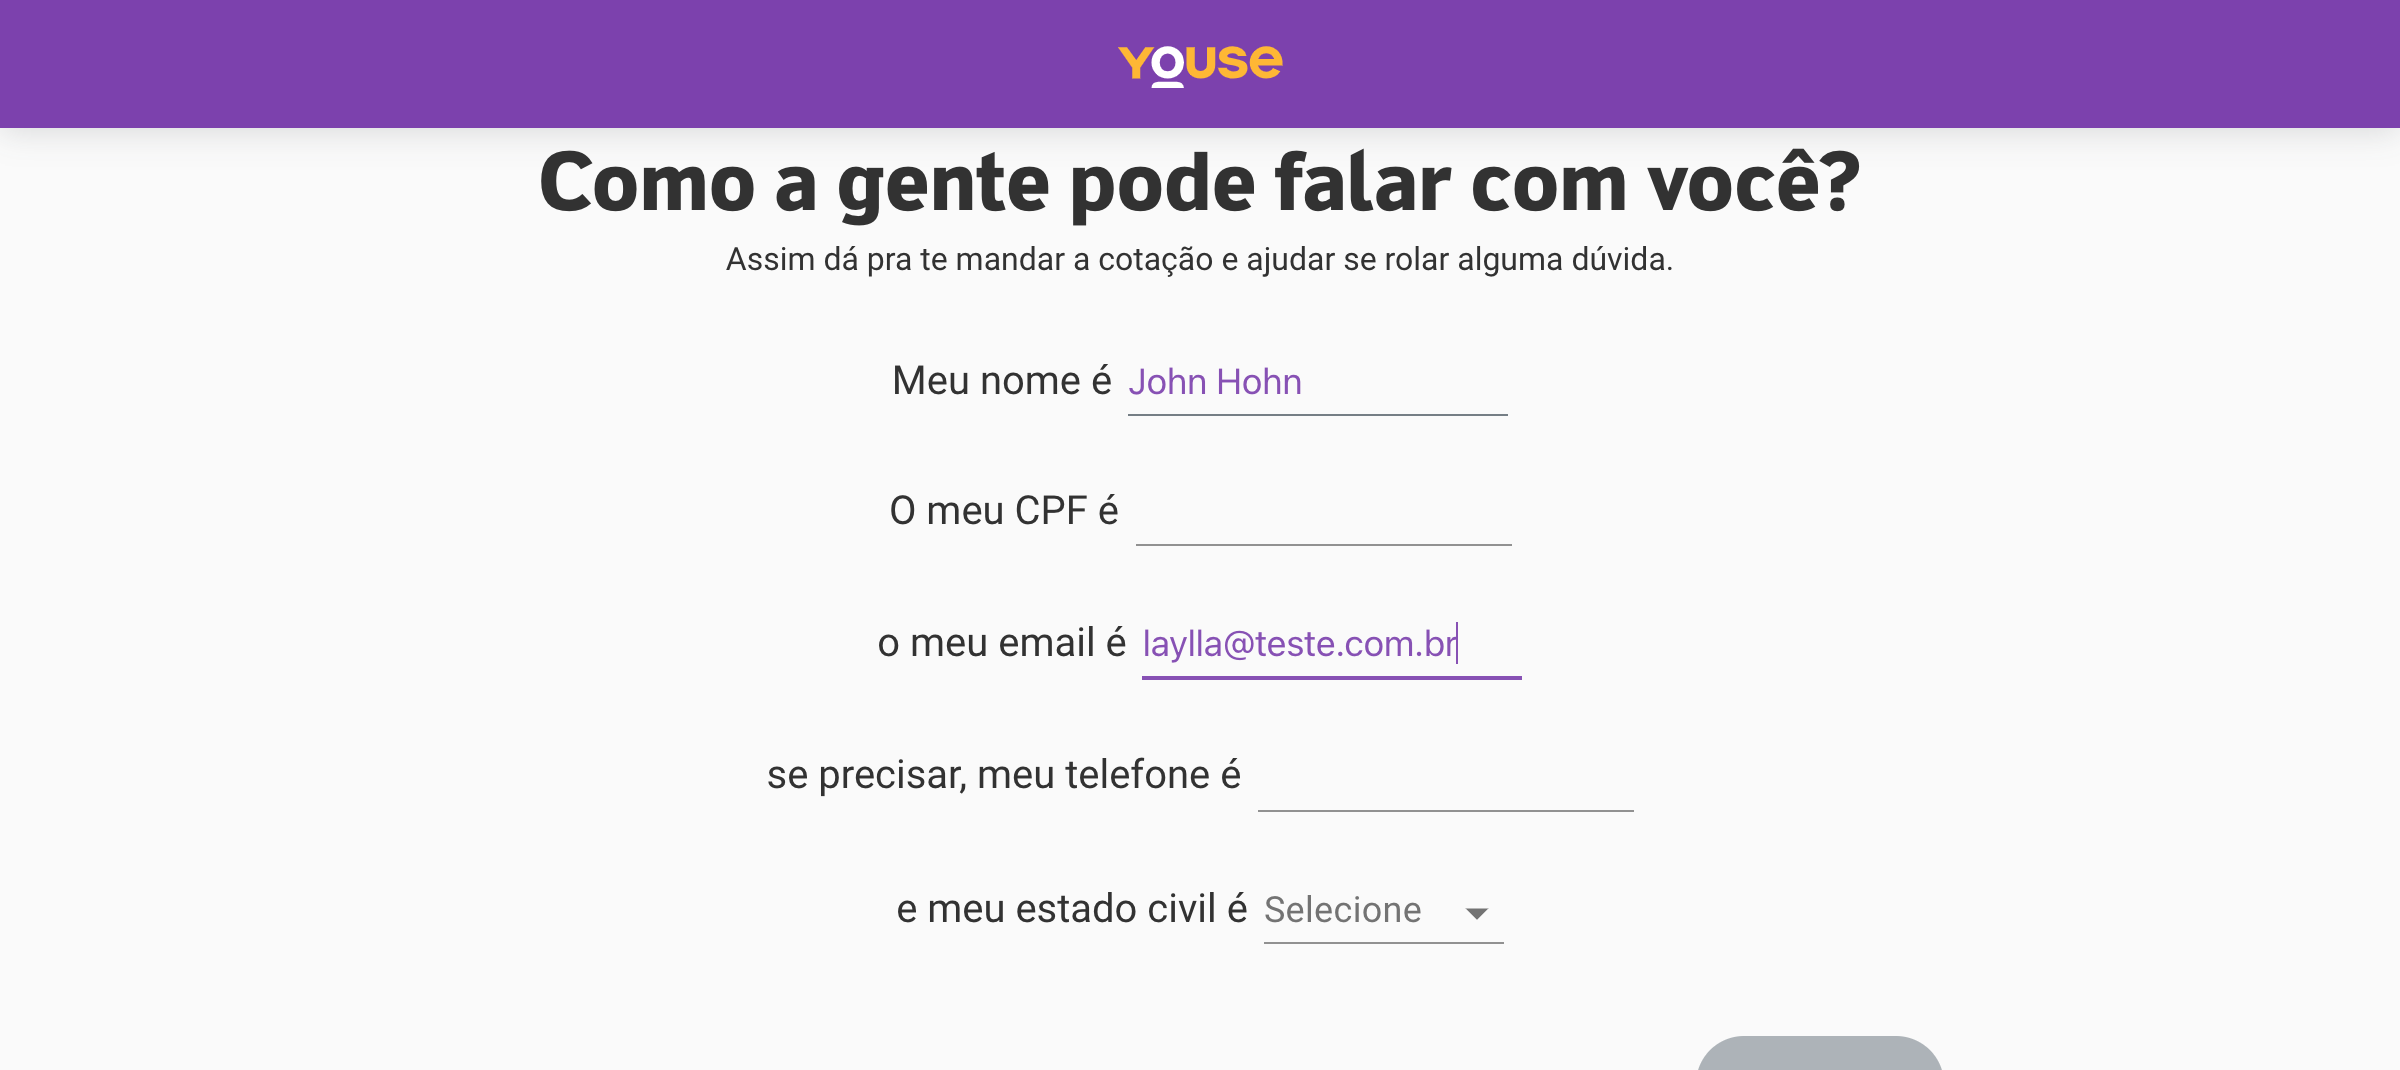 youse
Como a gente pode falar com você?
Assim dá pra te mandar a cotação e ajudar se rolar alguma dúvida.
Meu nome é John Hohn
O meu CPF é
o meu email é laylla@teste.com.br
se precisar, meu telefone é
e meu estado civil é Selecione